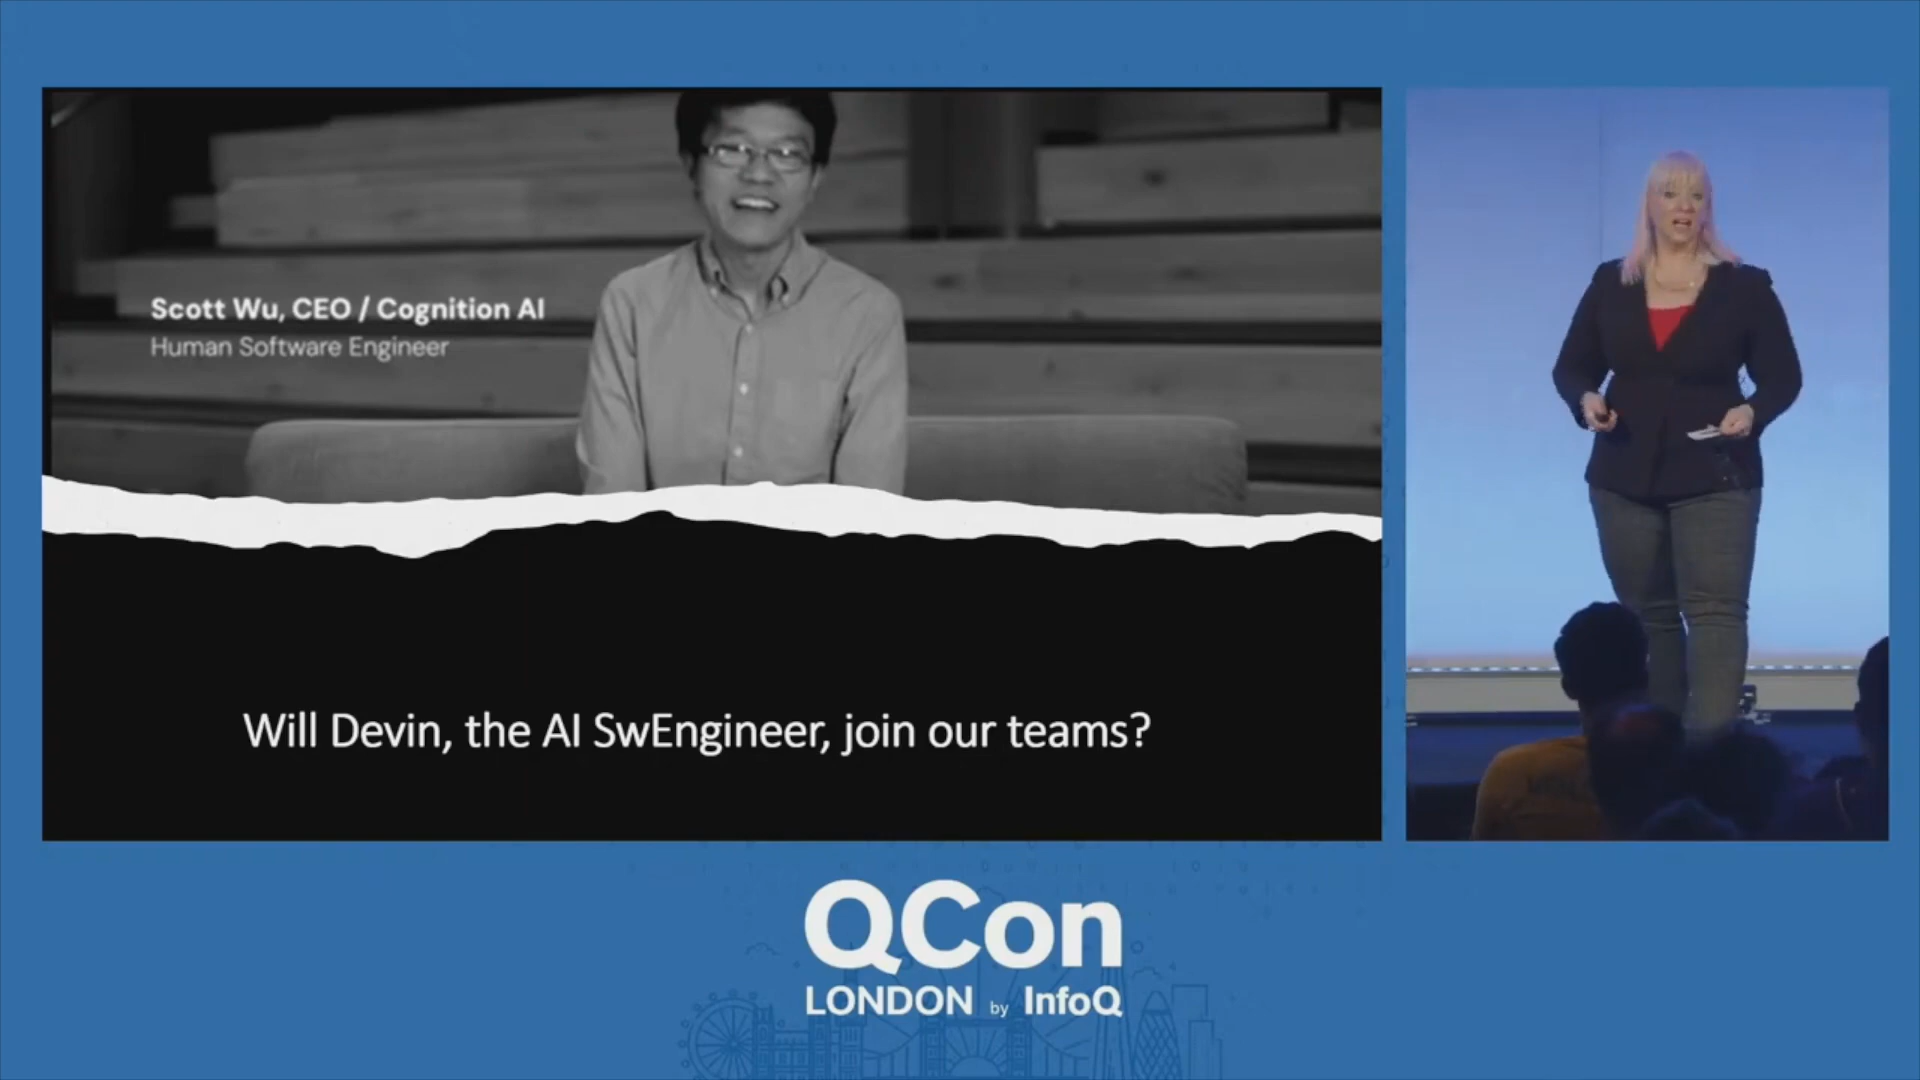 Scott Wu, CEO / Cognition AI
Human Software Engineer
Will Devin, the AI SwEngineer, join our teams?
QCon
LONDON by InfoQ